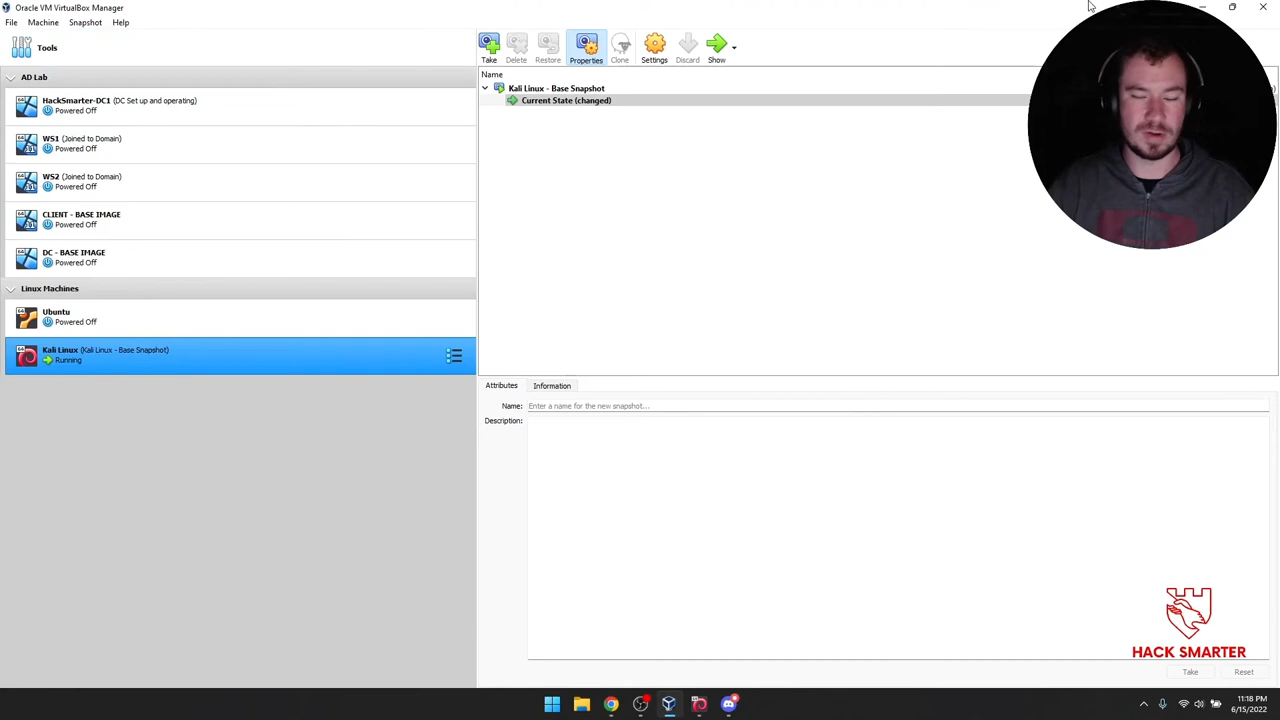 Oracle VM VirtualBox Manager
File Machine Snapshot Help
Tools
AD Lab
HackSmarter-DC1 (DC Set up and operating)
Powered Off
WS1 (Joined to Domain)
Powered Off
WS2 (Joined to Domain)
Powered Off
CLIENT - BASE IMAGE
Powered Off
DC - BASE IMAGE
Powered Off
Linux Machines
Ubuntu
Powered Off
Kali Linux (Kali Linux - Base Snapshot)
Running
Take Delete Restore Properties Clone Settings Discard Show
Name
Kali Linux - Base Snapshot
Current State (changed)
Attributes Information
Name: Enter a name for the new snapshot...
Description:
HACK SMARTER
Take Reset
11:18 PM
6/15/2022